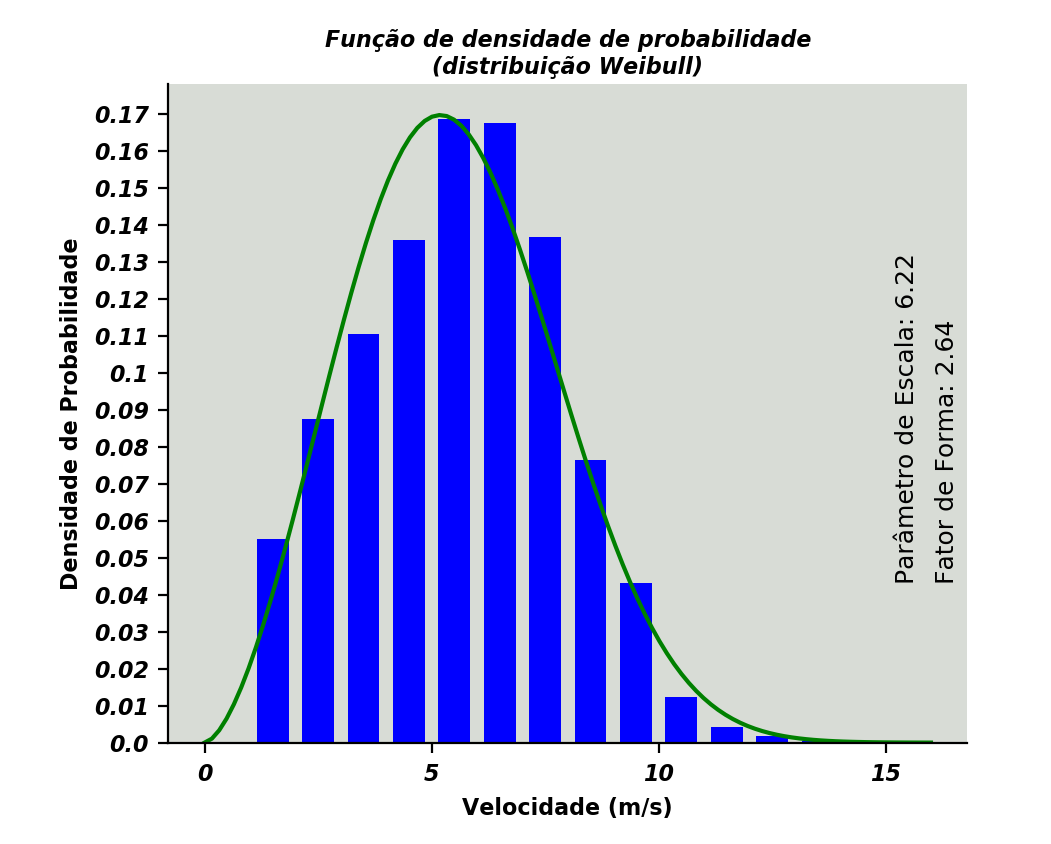 Função de densidade de probabilidade
(distribuição Weibull)
Densidade de Probabilidade
0.17
0.16
0.15
0.14
0.13
0.12
0.11
0.1
0.09
0.08
0.07
0.06
0.05
0.04
0.03
0.02
0.01
0.0
Parâmetro de Escala: 6.22
Fator de Forma: 2.64
0 5 10 15
Velocidade (m/s)